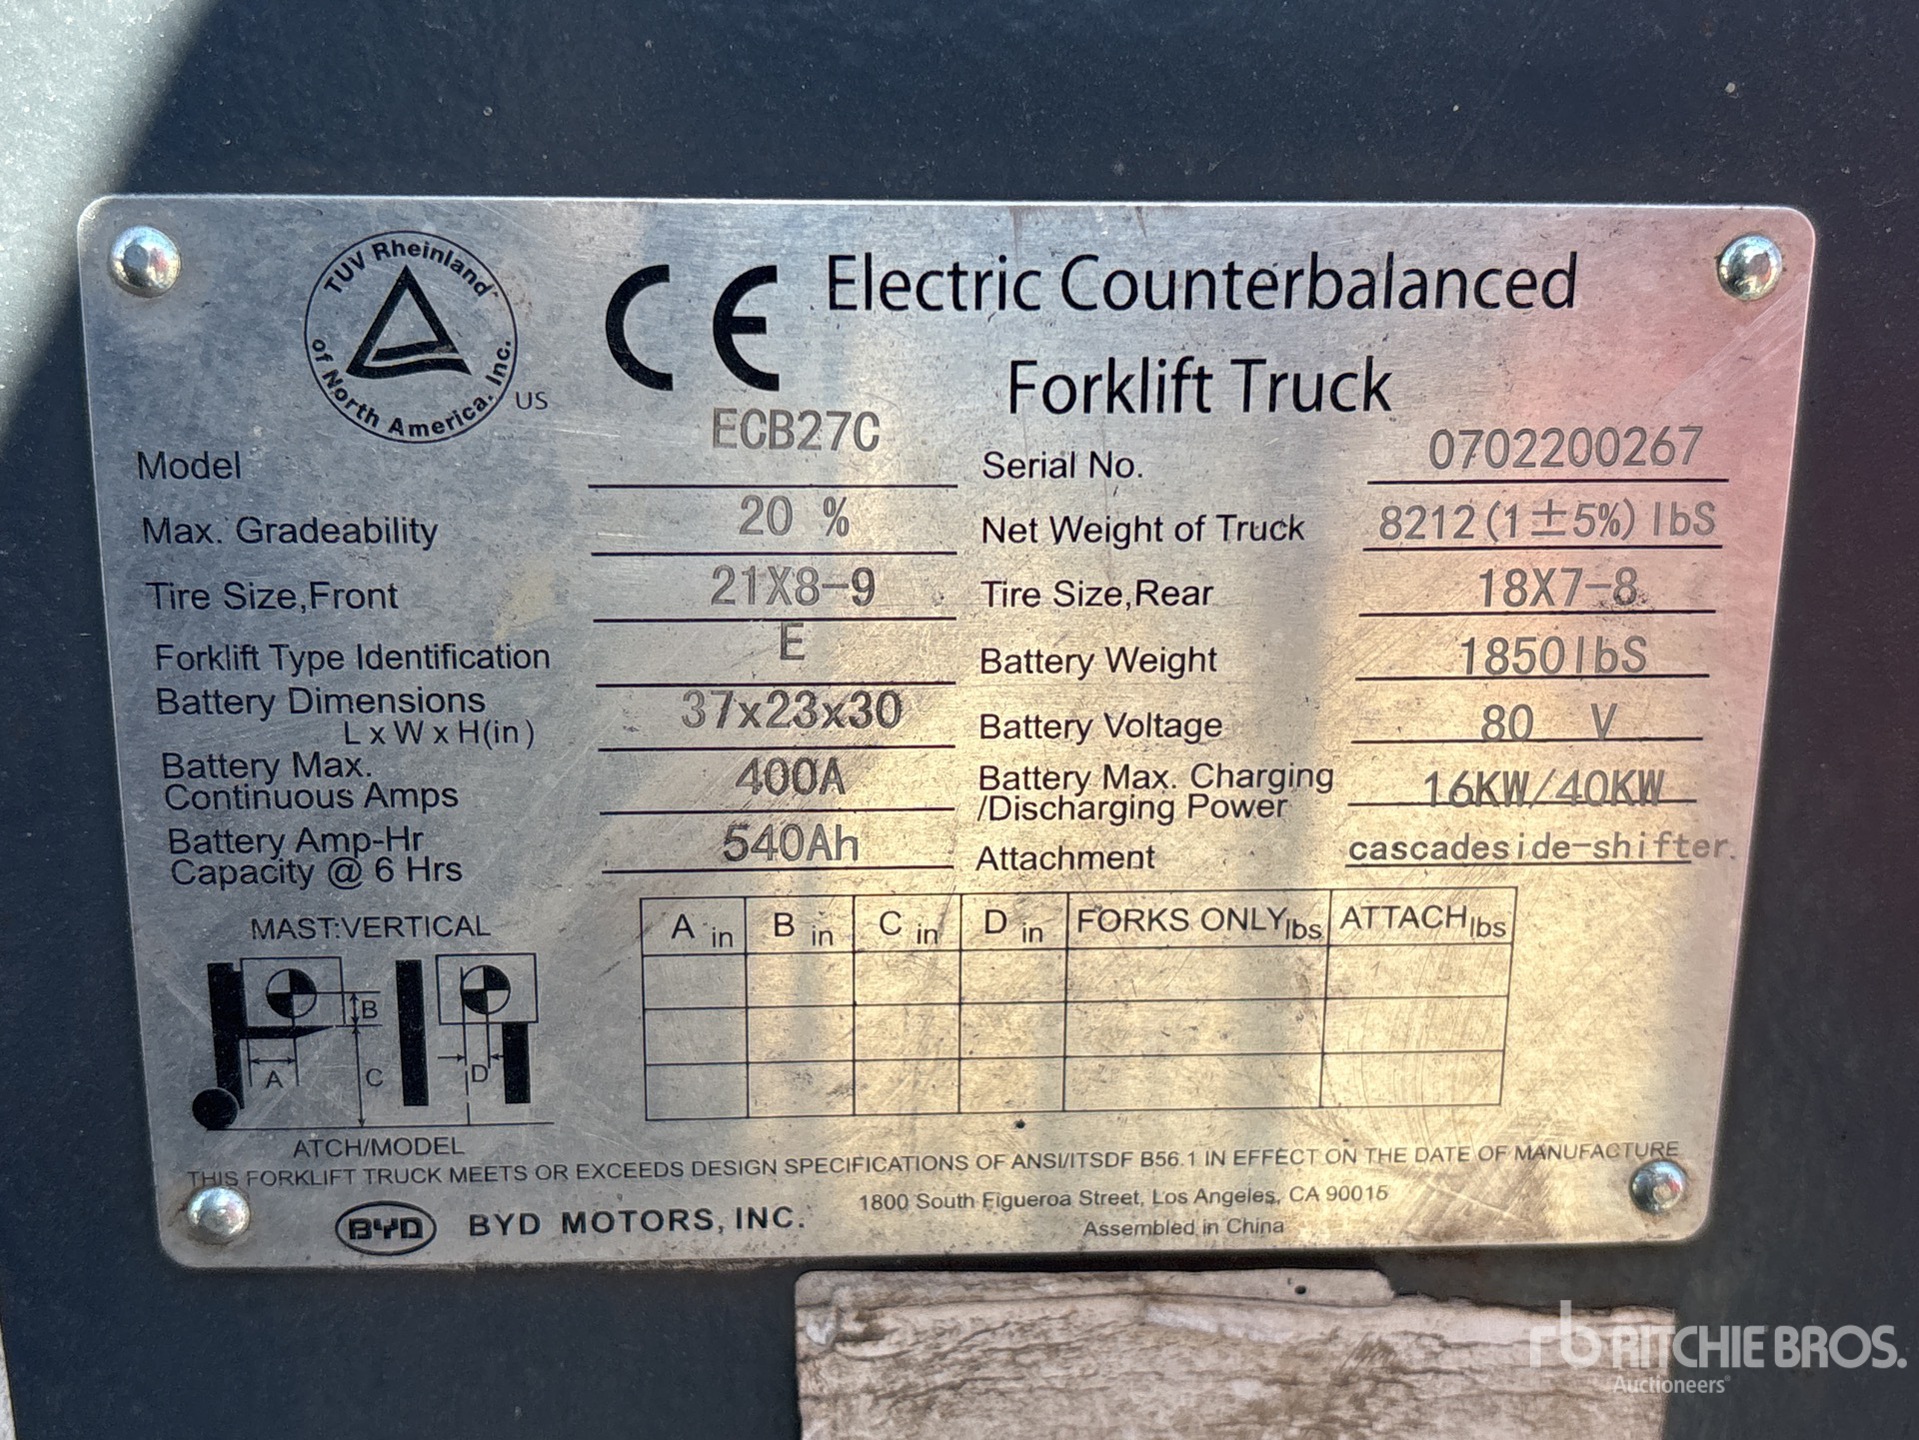 TUV Rheinland
of North America, Inc.
US
CE
Electric Counterbalanced
Forklift Truck
Model ECB27C Serial No. 0702200267
Max. Gradeability 20 % Net Weight of Truck 8212(1±5%)lbS
Tire Size,Front 21X8-9 Tire Size,Rear 18X7-8
Forklift Type Identification E Battery Weight 1850lbS
Battery Dimensions
L x W x H(in) 37x23x30 Battery Voltage 80 V
Battery Max.
Continuous Amps 400A Battery Max. Charging
/Discharging Power 16KW/40KW
Battery Amp-Hr
Capacity @ 6 Hrs 540Ah Attachment cascadeside-shifter.
MAST:VERTICAL
A in B in C in D in FORKS ONLY lbs ATTACH lbs
B
A C D
ATCH/MODEL
THIS FORKLIFT TRUCK MEETS OR EXCEEDS DESIGN SPECIFICATIONS OF ANSI/ITSDF B56.1 IN EFFECT ON THE DATE OF MANUFACTURE
BYD BYD MOTORS, INC.
1800 South Figueroa Street, Los Angeles, CA 90015
Assembled in China
rb RITCHIE BROS.
Auctioneers